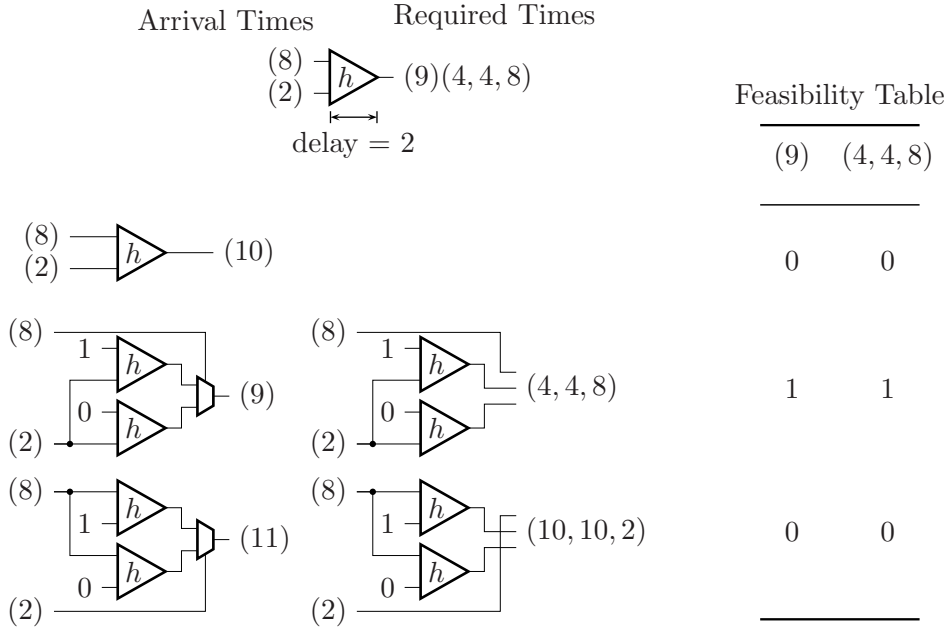 Arrival Times
Required Times
(8)
(2)
h
(9)(4, 4, 8)
delay = 2
Feasibility Table
(9)
(4, 4, 8)
(8)
(2)
h
(10)
0
0
(8)
1
h
0
h
(2)
(9)
(8)
1
h
0
h
(2)
(4, 4, 8)
1
1
(8)
h
1
h
0
(2)
(11)
(8)
h
1
h
0
(2)
(10, 10, 2)
0
0